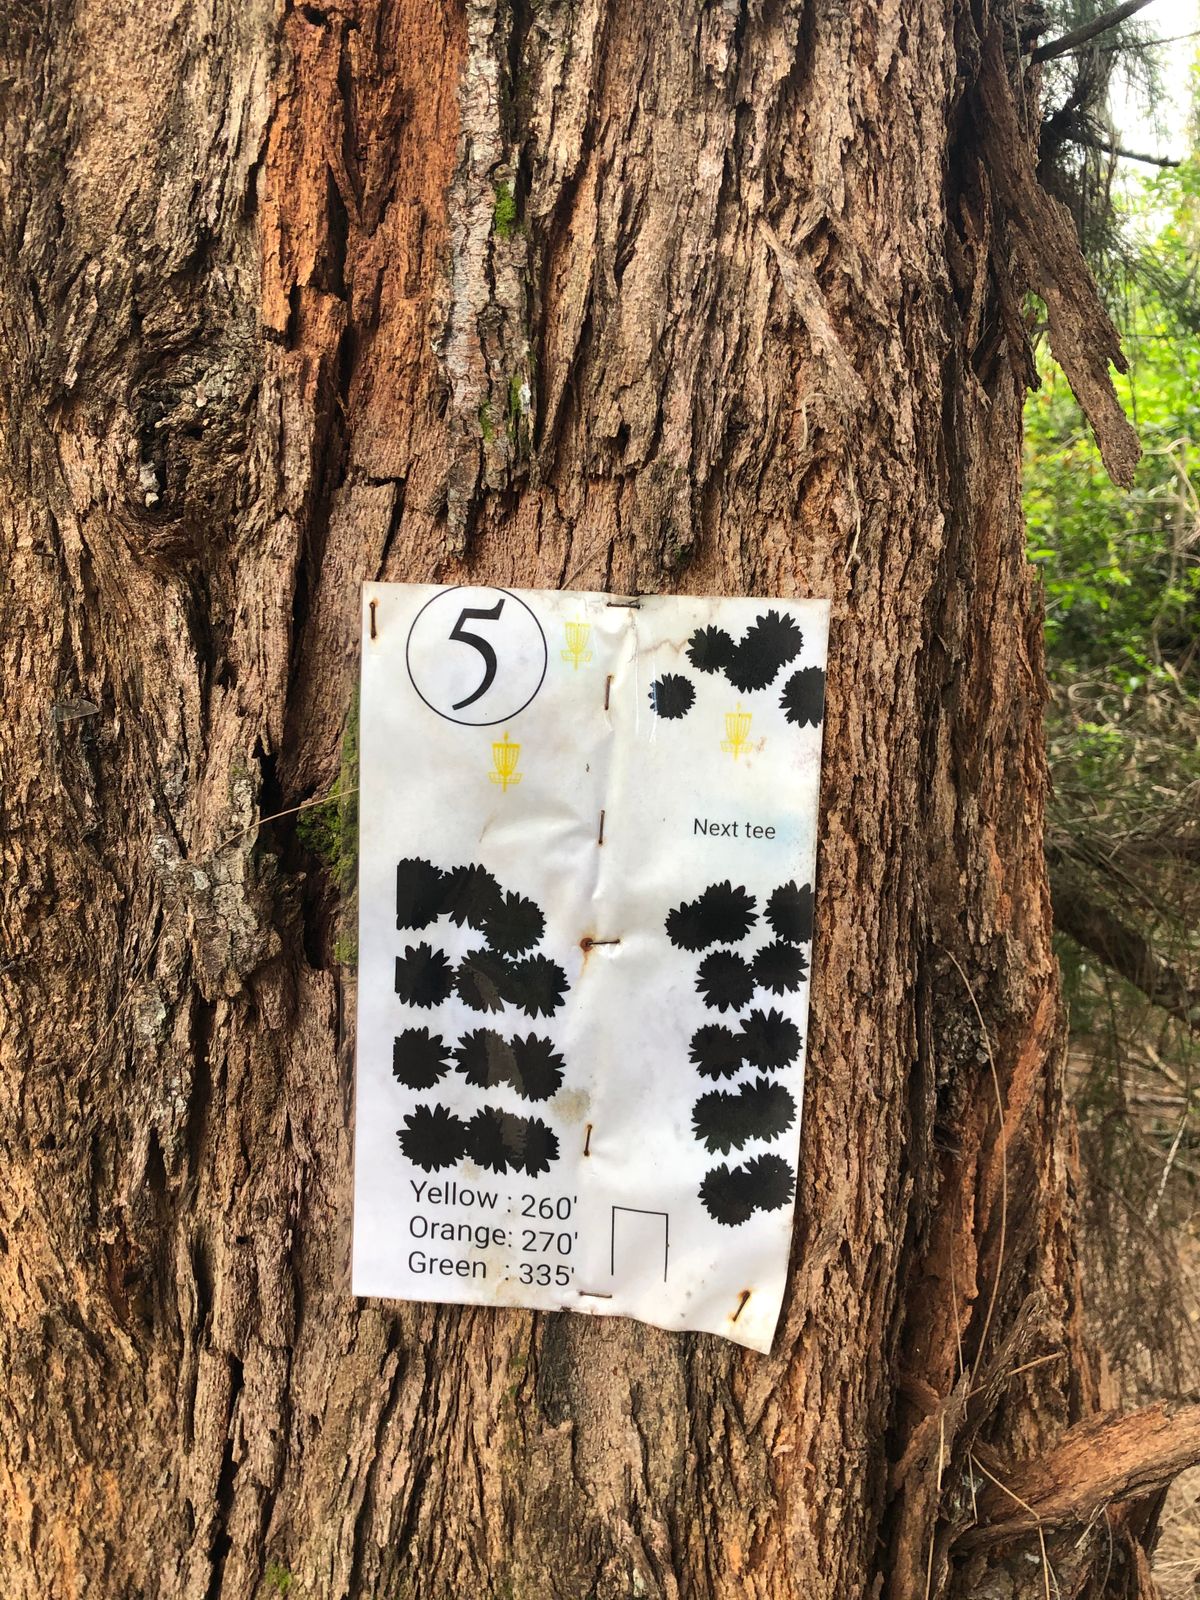 5
Next tee
Yellow : 260'
Orange: 270'
Green : 335'